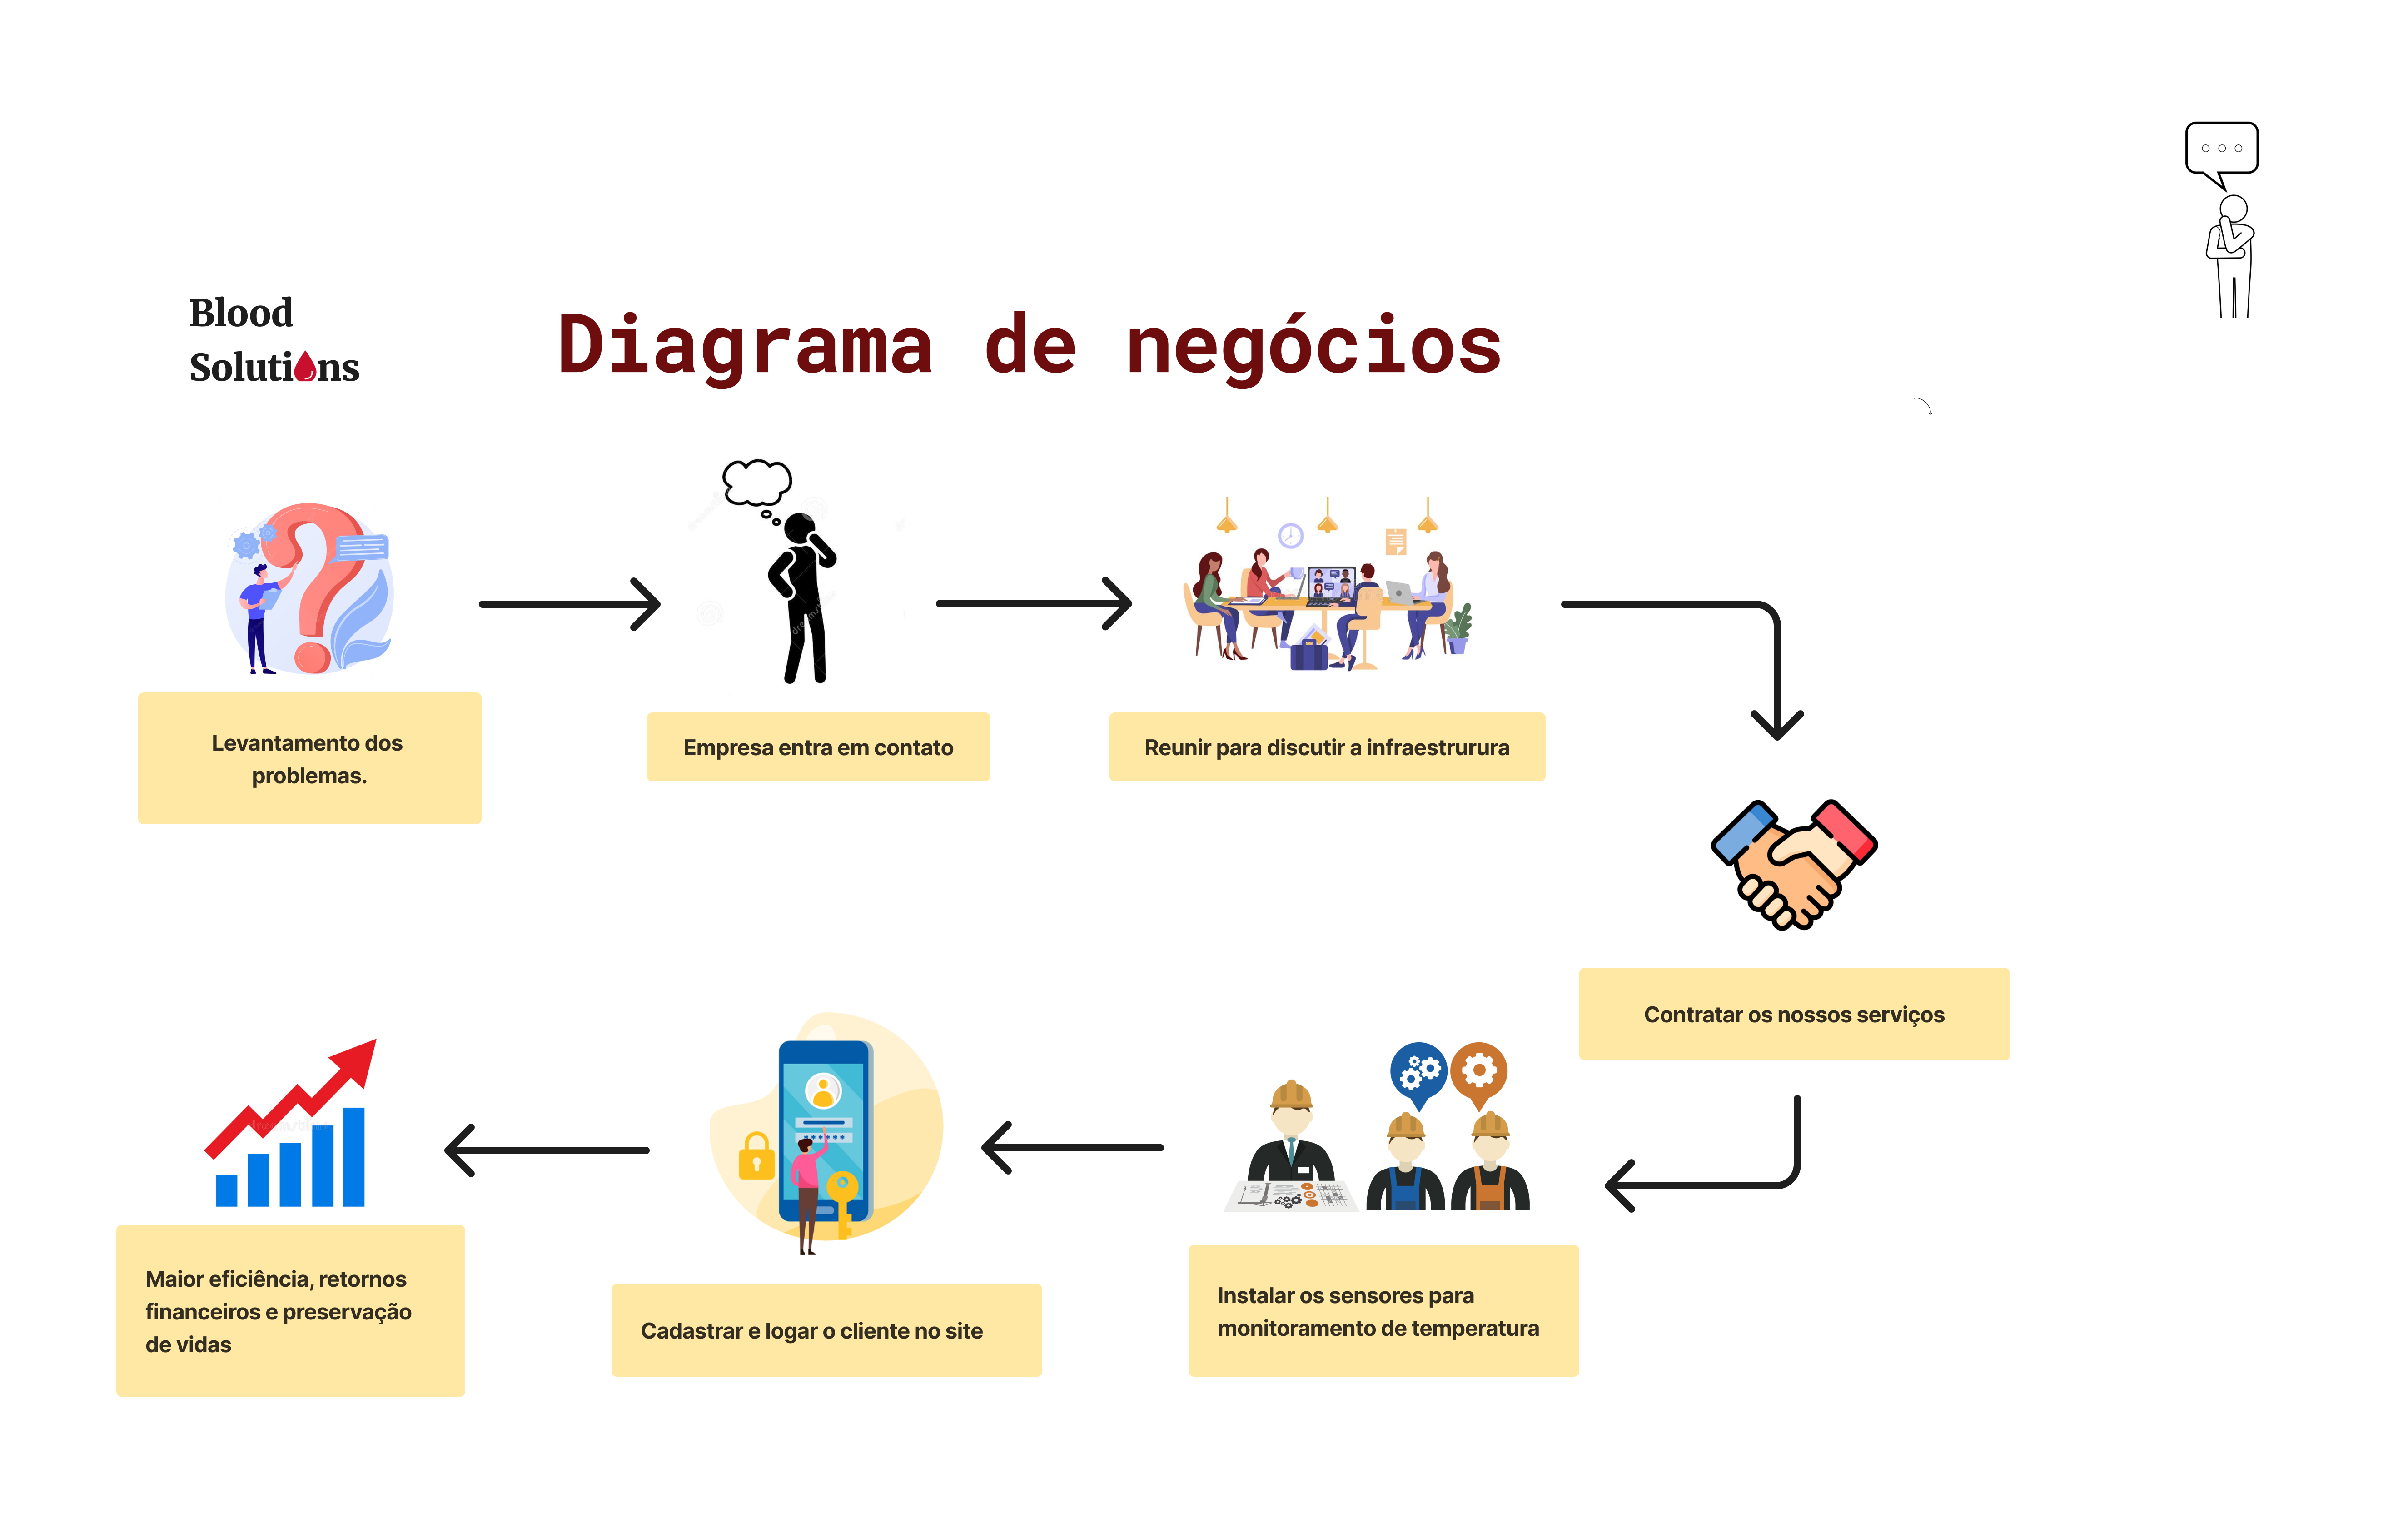 Blood
Solutions
Diagrama de negócios
Levantamento dos
problemas.
Empresa entra em contato
Reunir para discutir a infraestrurura
Contratar os nossos serviços
Instalar os sensores para
monitoramento de temperatura
Cadastrar e logar o cliente no site
Maior eficiência, retornos
financeiros e preservação
de vidas